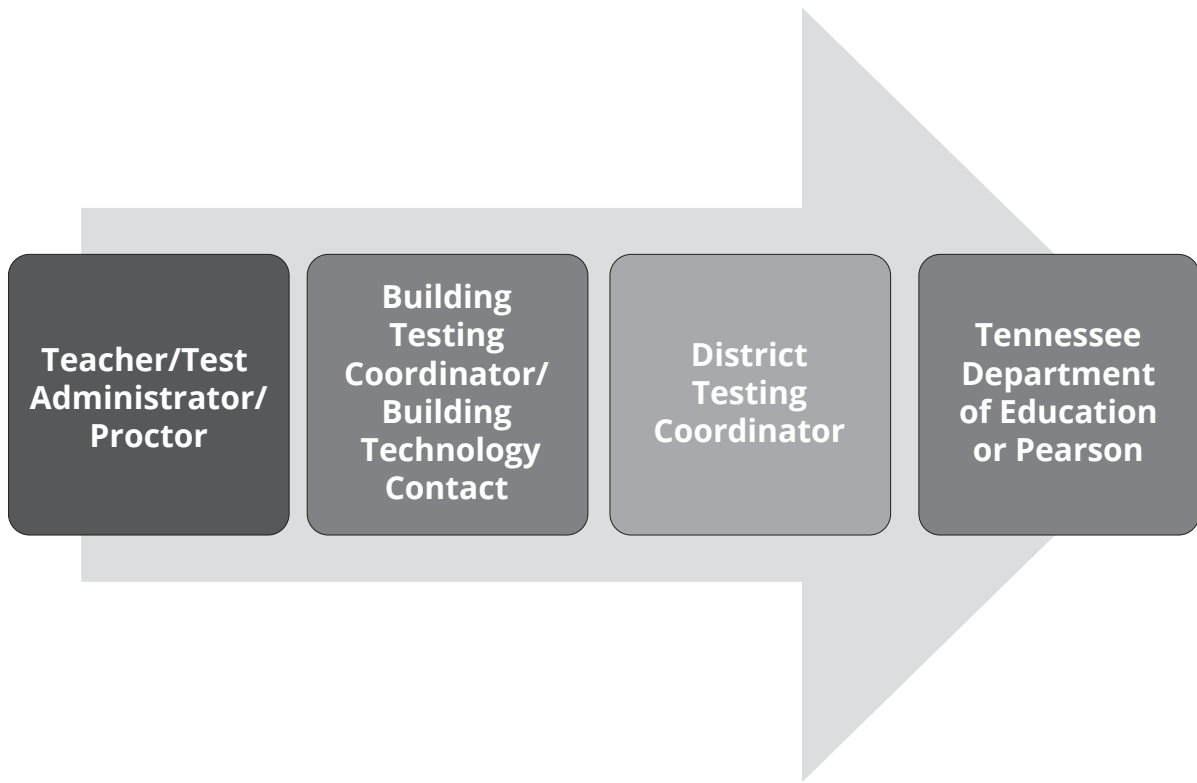 Teacher/Test
Administrator/
Proctor
Building
Testing
Coordinator/
Building
Technology
Contact
District
Testing
Coordinator
Tennessee
Department
of Education
or Pearson